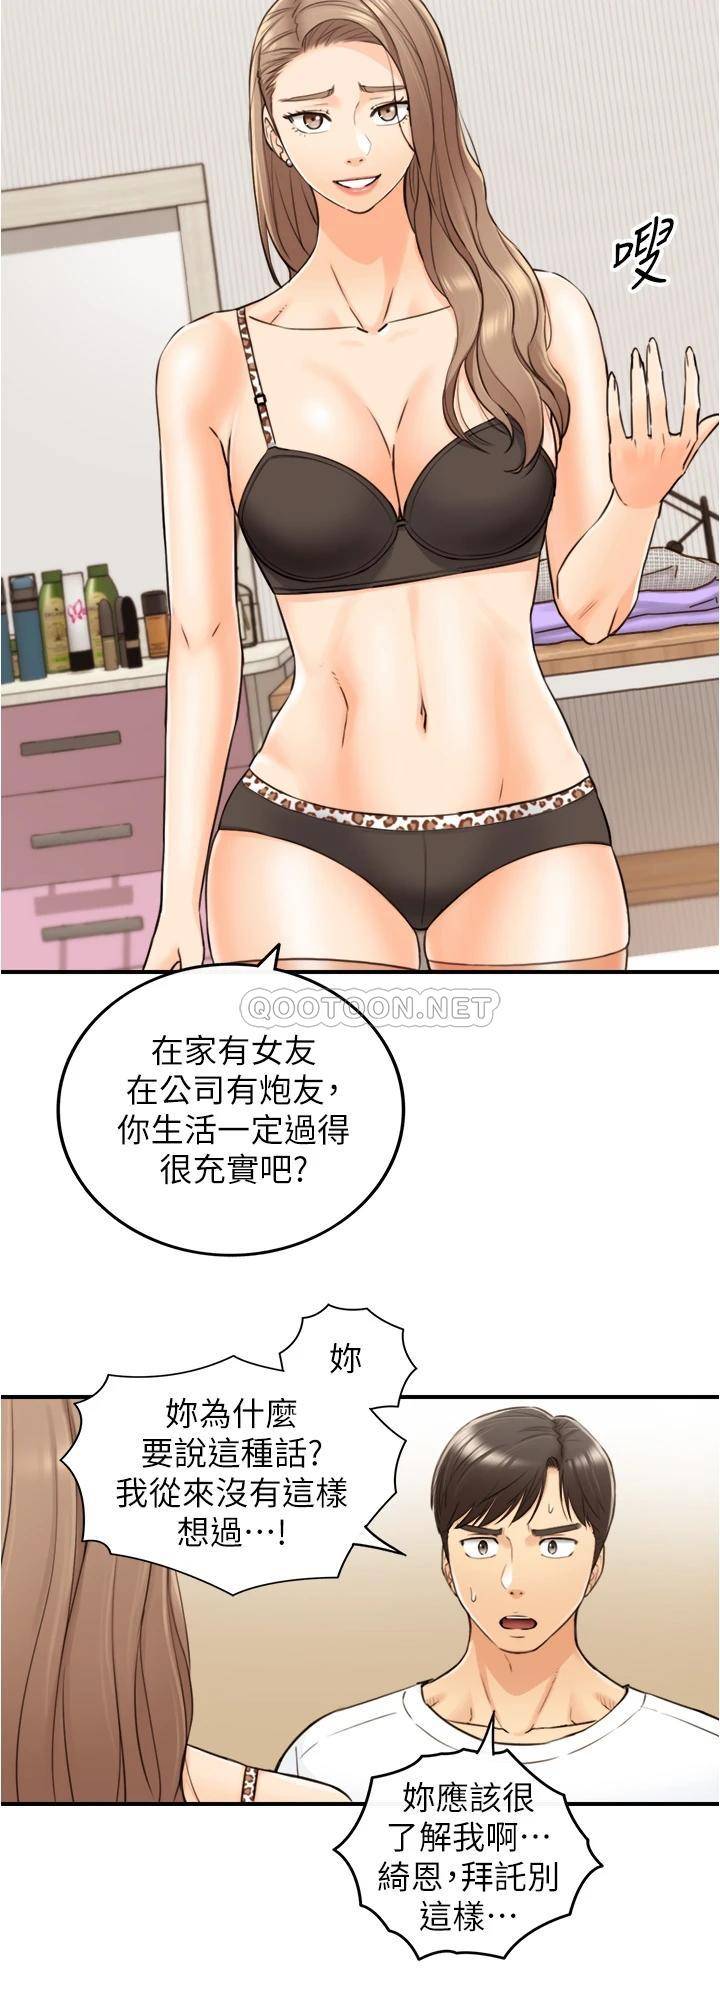 嗖
QOOTOON.NET
在家有女友
在公司有炮友,
你生活一定過得
很充實吧?
妳
妳為什麼
要說這種話?
我從來沒有這樣
想過…!
妳應該很
了解我啊…
綺恩,拜託別
這樣…